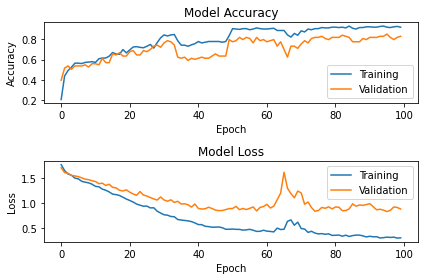 Model Accuracy
Accuracy
0.8
0.6
0.4
0.2
Training
Validation
0 20 40 60 80 100
Epoch
Model Loss
Loss
1.5
1.0
0.5
Training
Validation
0 20 40 60 80 100
Epoch